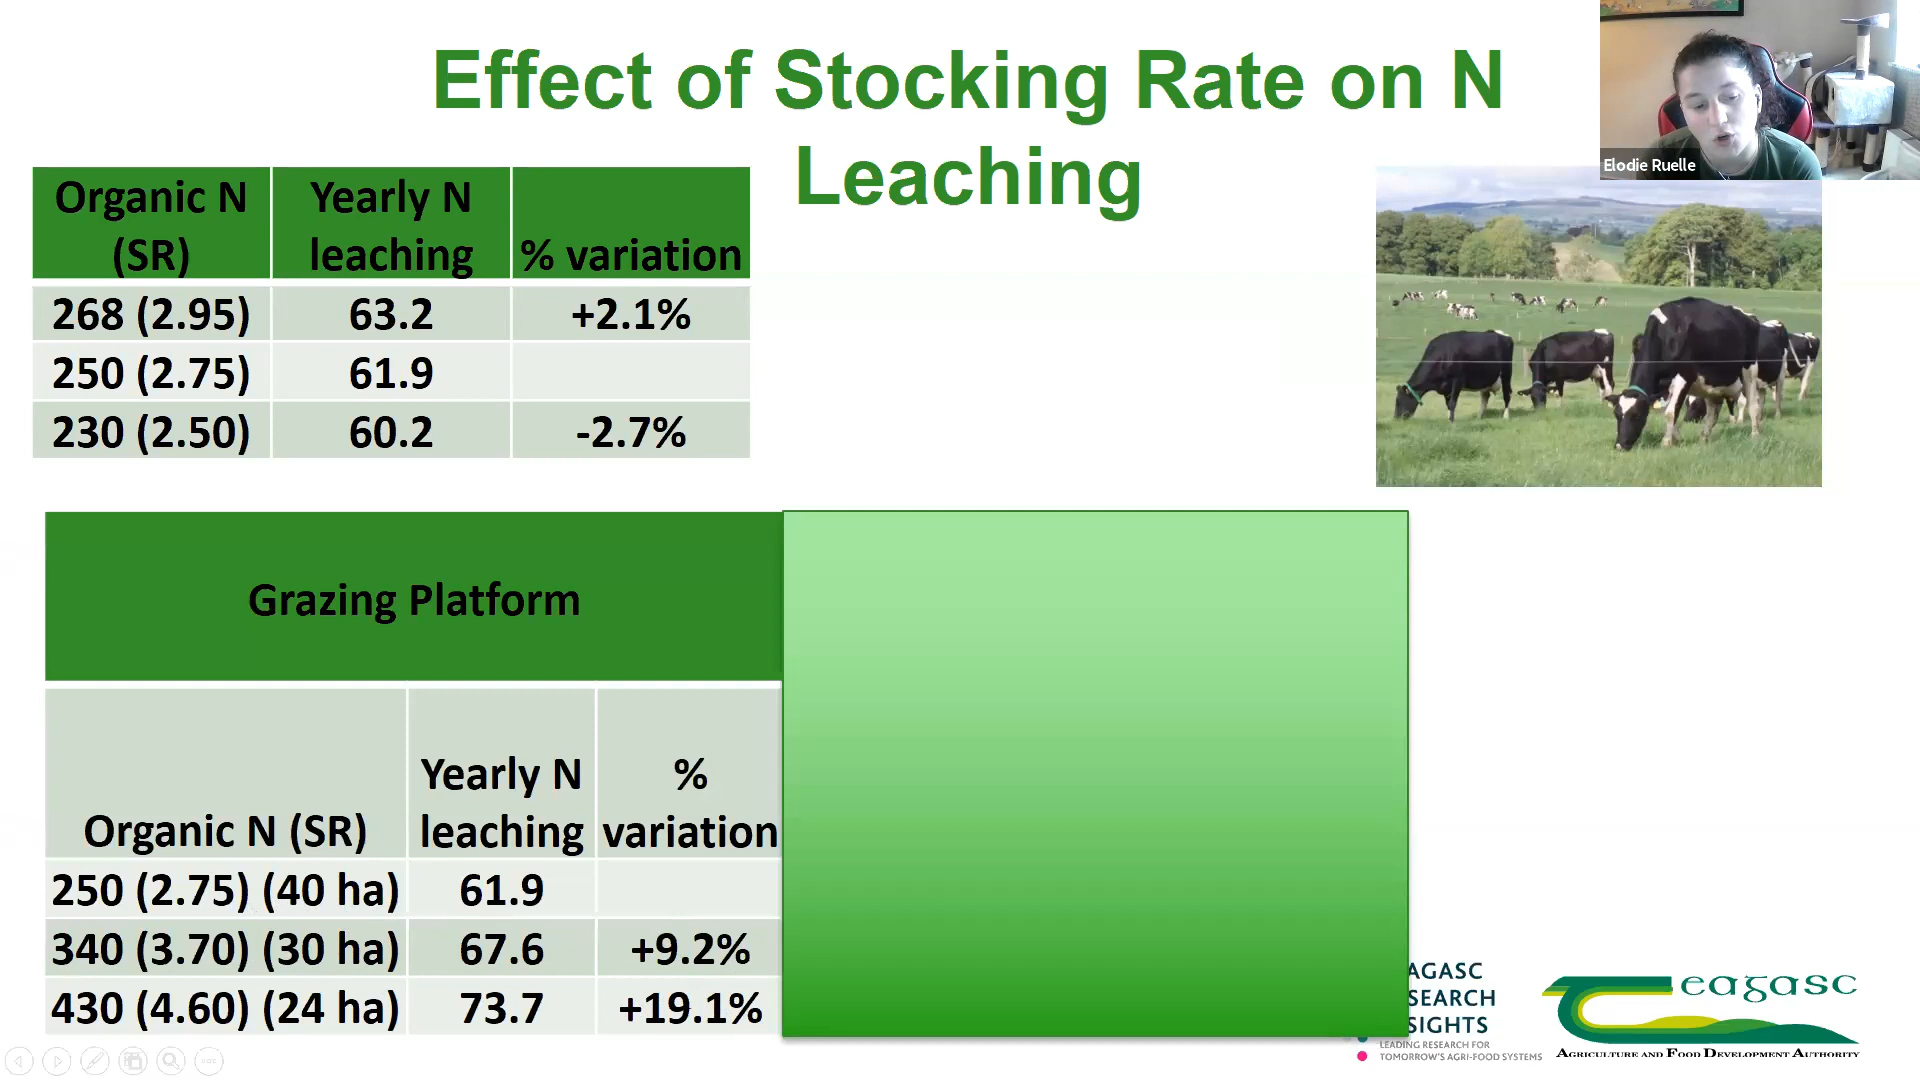 Effect of Stocking Rate on N
Leaching
Elodie Ruelle
Organic N (SR) Yearly N leaching % variation
268 (2.95) 63.2 +2.1%
250 (2.75) 61.9
230 (2.50) 60.2 -2.7%
Grazing Platform
Organic N (SR) Yearly N leaching % variation
250 (2.75) (40 ha) 61.9
340 (3.70) (30 ha) 67.6 +9.2%
430 (4.60) (24 ha) 73.7 +19.1%
AGASC
SEARCH
SIGHTS
LEADING RESEARCH FOR
TOMORROW'S AGRI-FOOD SYSTEMS
eagasc
AGRICULTURE AND FOOD DEVELOPMENT AUTHORITY